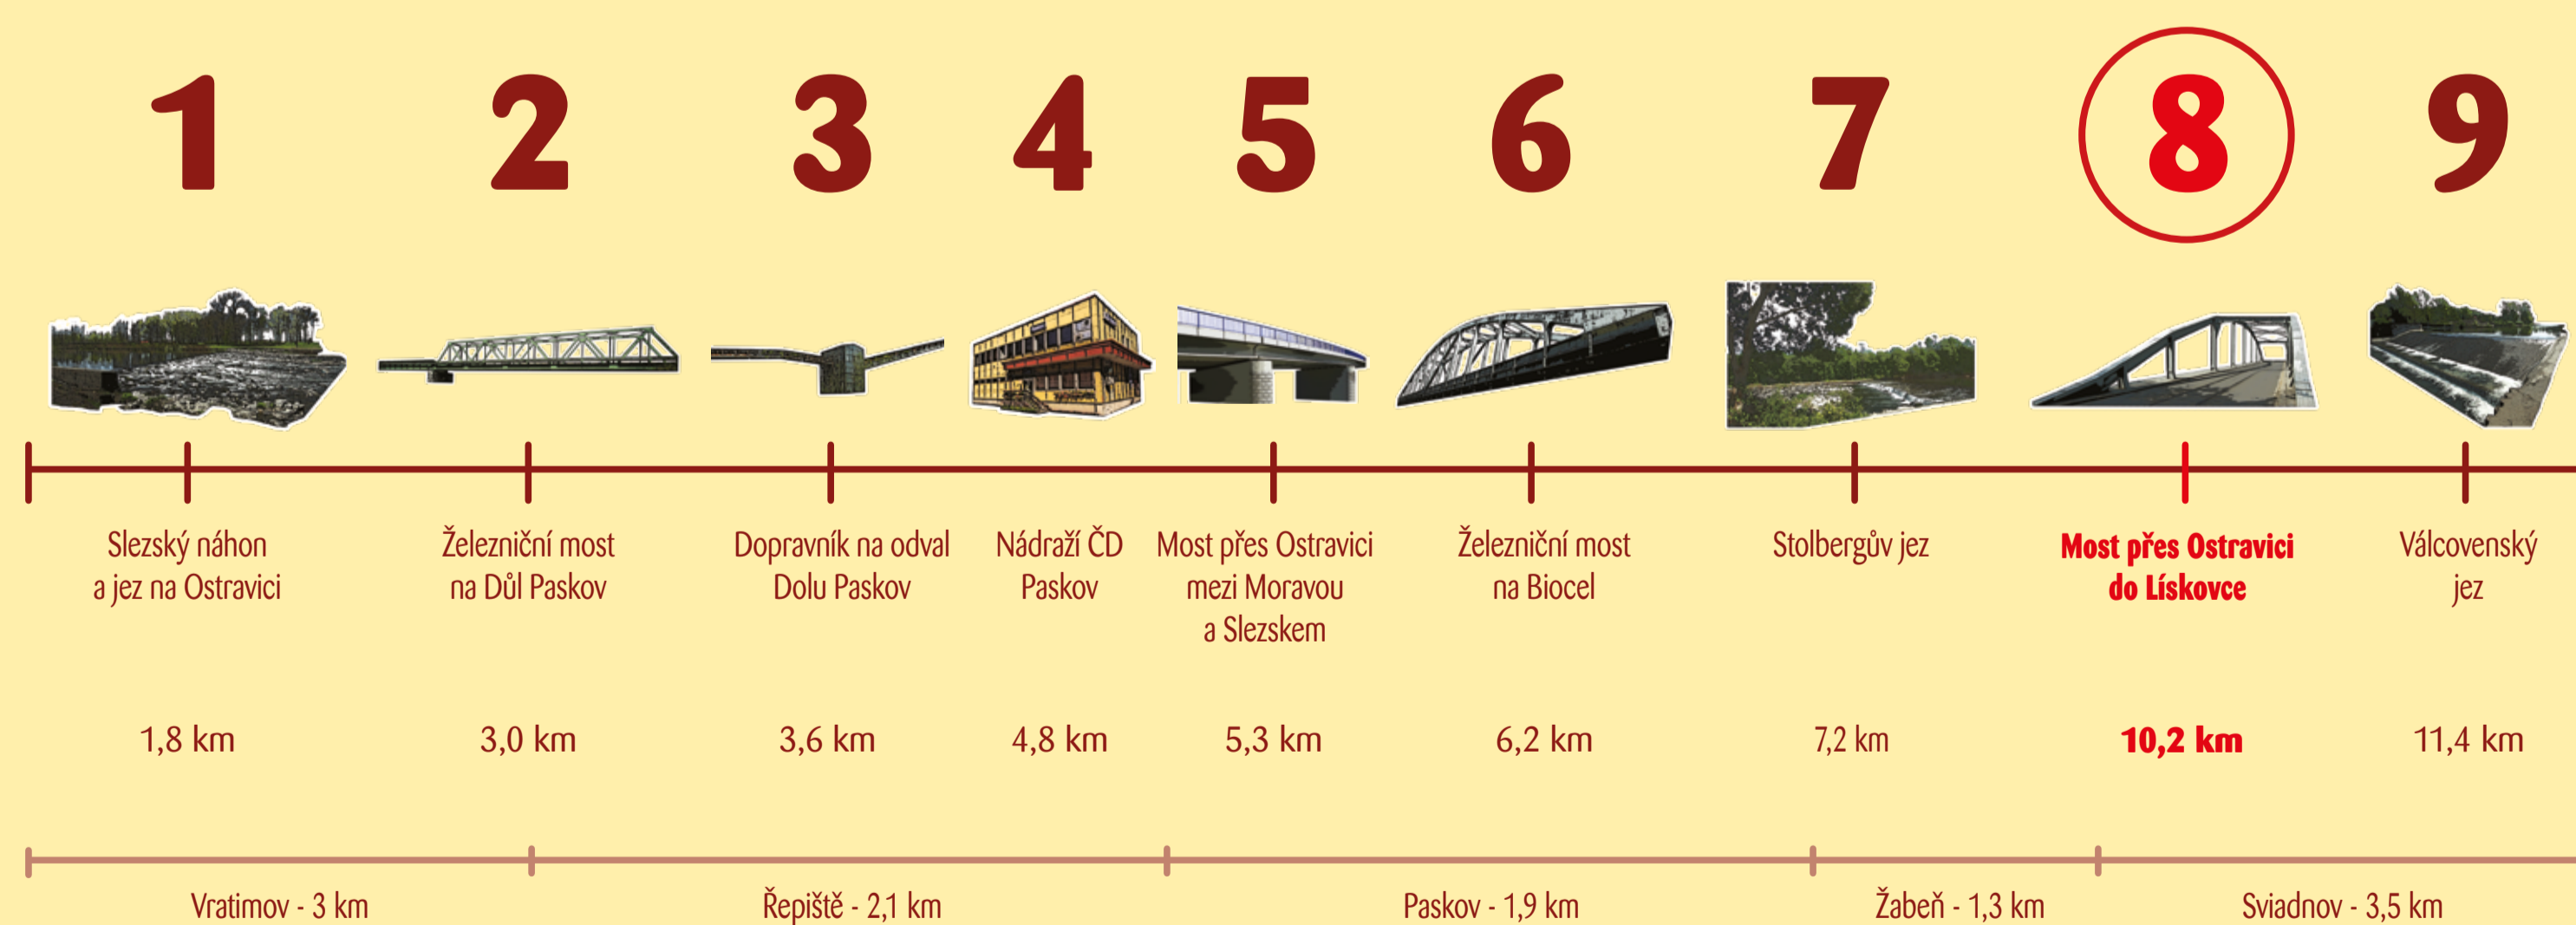 1 2 3 4 5 6 7 8 9
Slezský náhon
a jez na Ostravici
Železniční most
na Důl Paskov
Dopravník na odval
Dolu Paskov
Nádraží ČD
Paskov
Most přes Ostravici
mezi Moravou
a Slezskem
Železniční most
na Biocel
Stolbergův jez
Most přes Ostravici
do Lískovce
Válcovenský
jez
1,8 km 3,0 km 3,6 km 4,8 km 5,3 km 6,2 km 7,2 km 10,2 km 11,4 km
Vratimov - 3 km Řepiště - 2,1 km Paskov - 1,9 km Žabeň - 1,3 km Sviadnov - 3,5 km